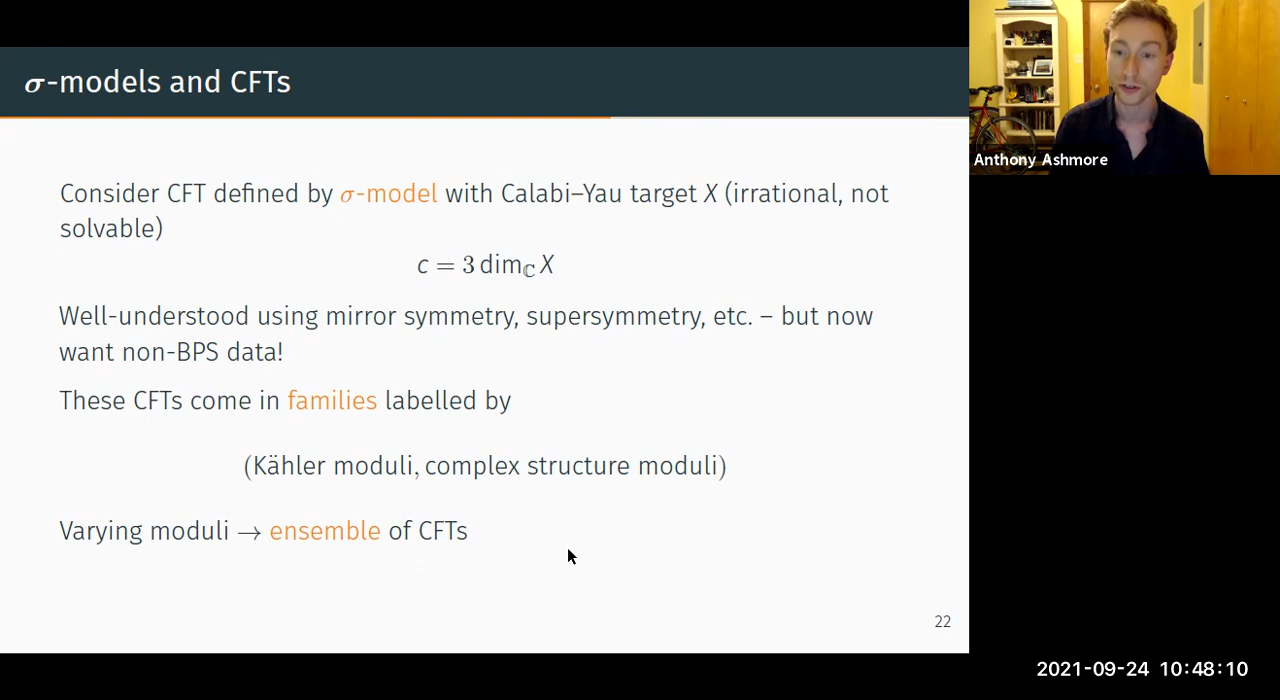 σ-models and CFTs
Consider CFT defined by σ-model with Calabi–Yau target X (irrational, not
solvable)
c = 3 dim_ℂ X
Well-understood using mirror symmetry, supersymmetry, etc. – but now
want non-BPS data!
These CFTs come in families labelled by
(Kähler moduli, complex structure moduli)
Varying moduli → ensemble of CFTs
22
Anthony Ashmore
2021-09-24 10:48:10